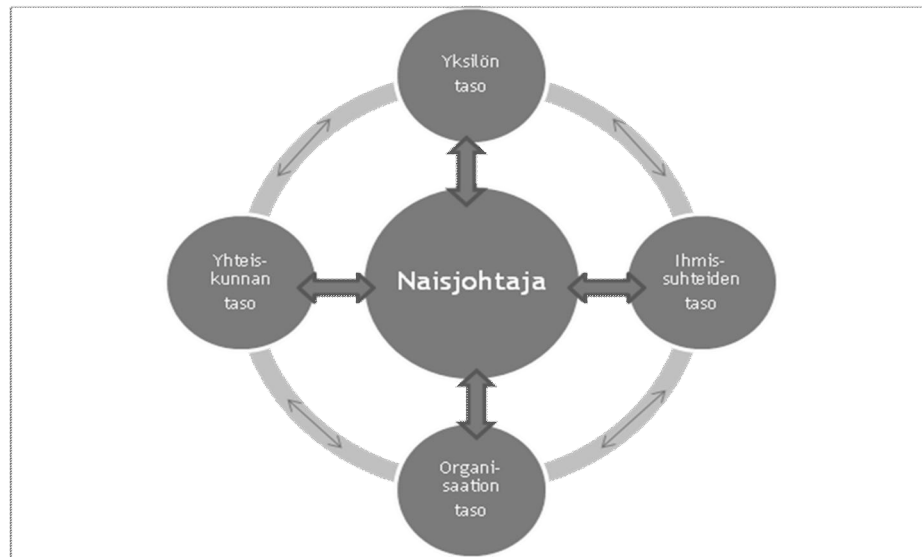 Yksilön
taso
Yhteis-
kunnan
taso
Naisjohtaja
Ihmis-
suhteiden
taso
Organi-
saation
taso